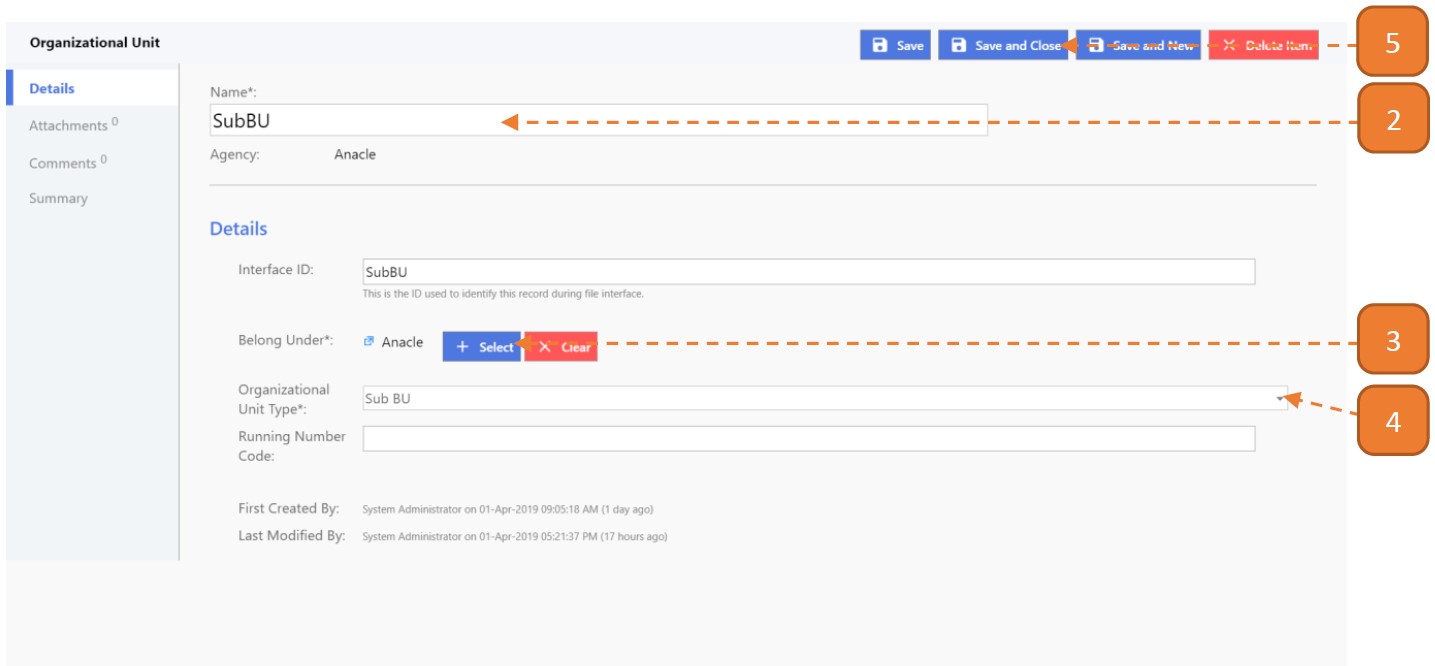 Organizational Unit
Save
Save and Close
Save and New
Delete Item
5
Details
Attachments 0
Comments 0
Summary
Name*:
SubBU
2
Agency: Anacle
Details
Interface ID: SubBU
This is the ID used to identify this record during file interface.
Belong Under*: Anacle + Select Clear
3
Organizational
Unit Type*:
Sub BU
4
Running Number
Code:
First Created By: System Administrator on 01-Apr-2019 09:05:18 AM (1 day ago)
Last Modified By: System Administrator on 01-Apr-2019 05:21:37 PM (17 hours ago)